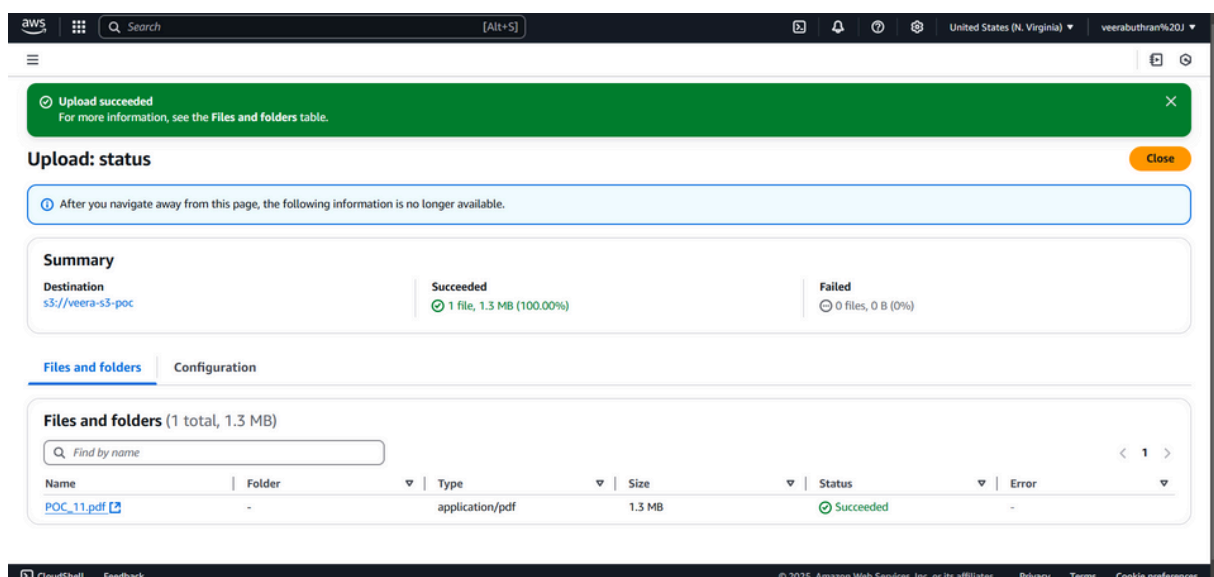 aws Search [Alt+S] United States (N. Virginia) veerabuthran%20J
Upload succeeded
For more information, see the Files and folders table.
Upload: status
Close
After you navigate away from this page, the following information is no longer available.
Summary
Destination Succeeded Failed
s3://veera-s3-poc 1 file, 1.3 MB (100.00%) 0 files, 0 B (0%)
Files and folders Configuration
Files and folders (1 total, 1.3 MB)
Find by name 1
Name Folder Type Size Status Error
POC_11.pdf - application/pdf 1.3 MB Succeeded -
CloudShell Feedback © 2025, Amazon Web Services, Inc. or its affiliates. Privacy Terms Cookie preferences